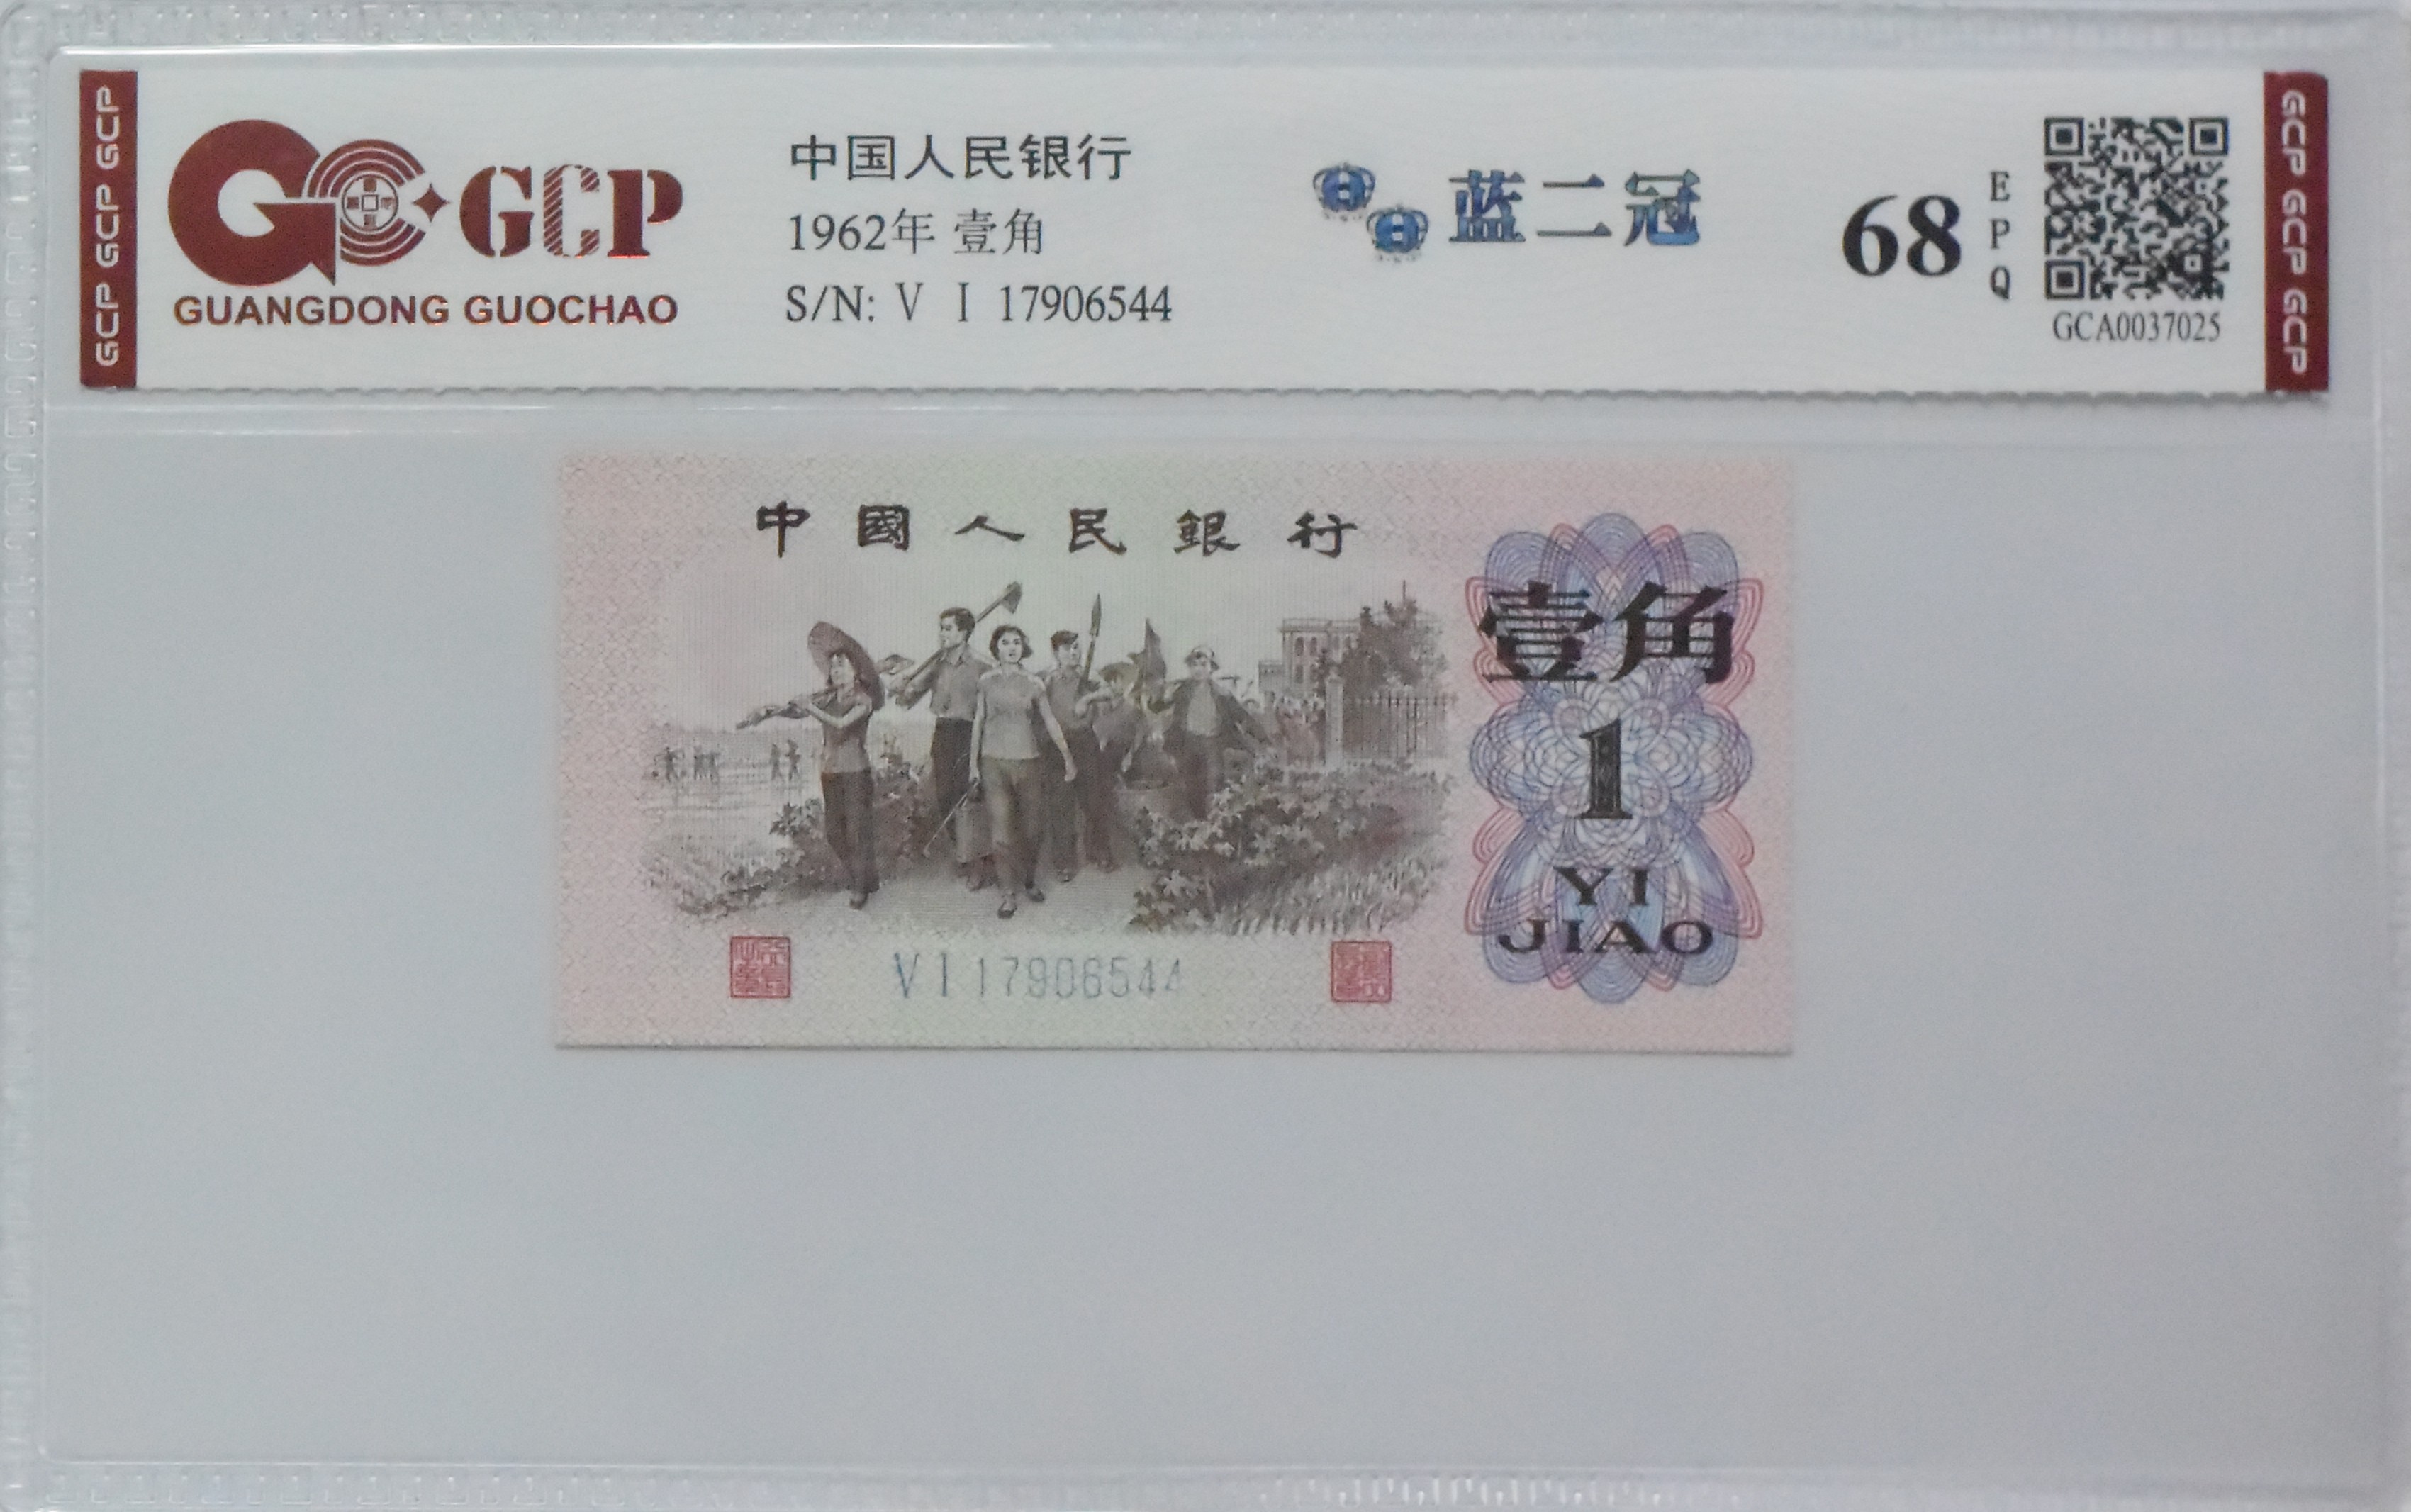 GCP GCP GCP
GCP
GUANGDONG GUOCHAO
中国人民银行
1962年 壹角
S/N: V I 17906544
蓝二冠
68
EPQ
GCA0037025
GCP GCP GCP
中國人民銀行
壹角
1
YI
JIAO
V I 17906544